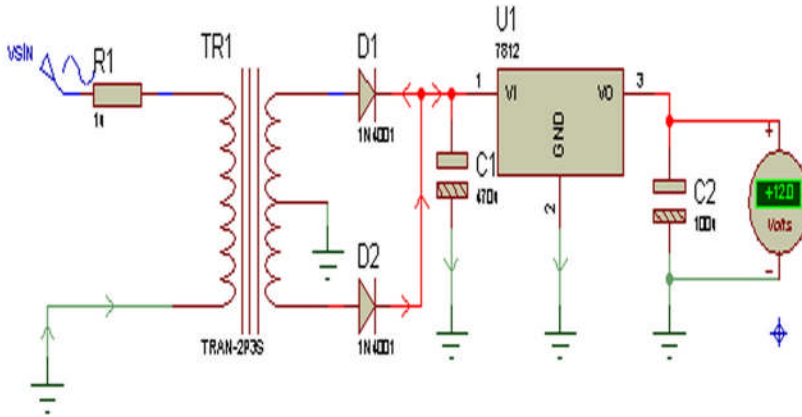 VSIN
R1
TR1
D1
1N4001
U1
7812
1
VI
VO
3
GND
2
C1
C2
+12.0
Volts
+
-
D2
1N4001
TRAN-2P3S